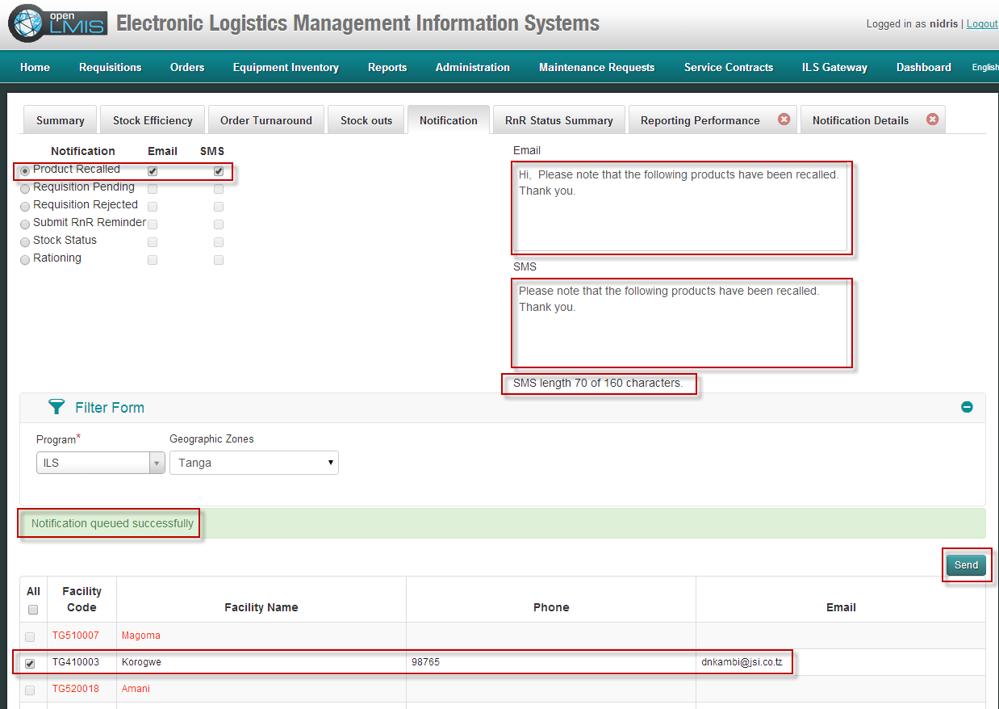 open
LMIS
Electronic Logistics Management Information Systems
Logged in as nidris | Logout
Home Requisitions Orders Equipment Inventory Reports Administration Maintenance Requests Service Contracts ILS Gateway Dashboard English
Summary Stock Efficiency Order Turnaround Stock outs Notification RnR Status Summary Reporting Performance Notification Details
Notification Email SMS
Product Recalled
Requisition Pending
Requisition Rejected
Submit RnR Reminder
Stock Status
Rationing
Email
Hi,  Please note that the following products have been recalled.
Thank you.
SMS
Please note that the following products have been recalled.
Thank you.
SMS length 70 of 160 characters.
Filter Form
Program* Geographic Zones
ILS Tanga
Notification queued successfully
Send
All Facility Code Facility Name Phone Email
TG510007 Magoma
TG410003 Korogwe 98765 dnkambi@jsi.co.tz
TG520018 Amani